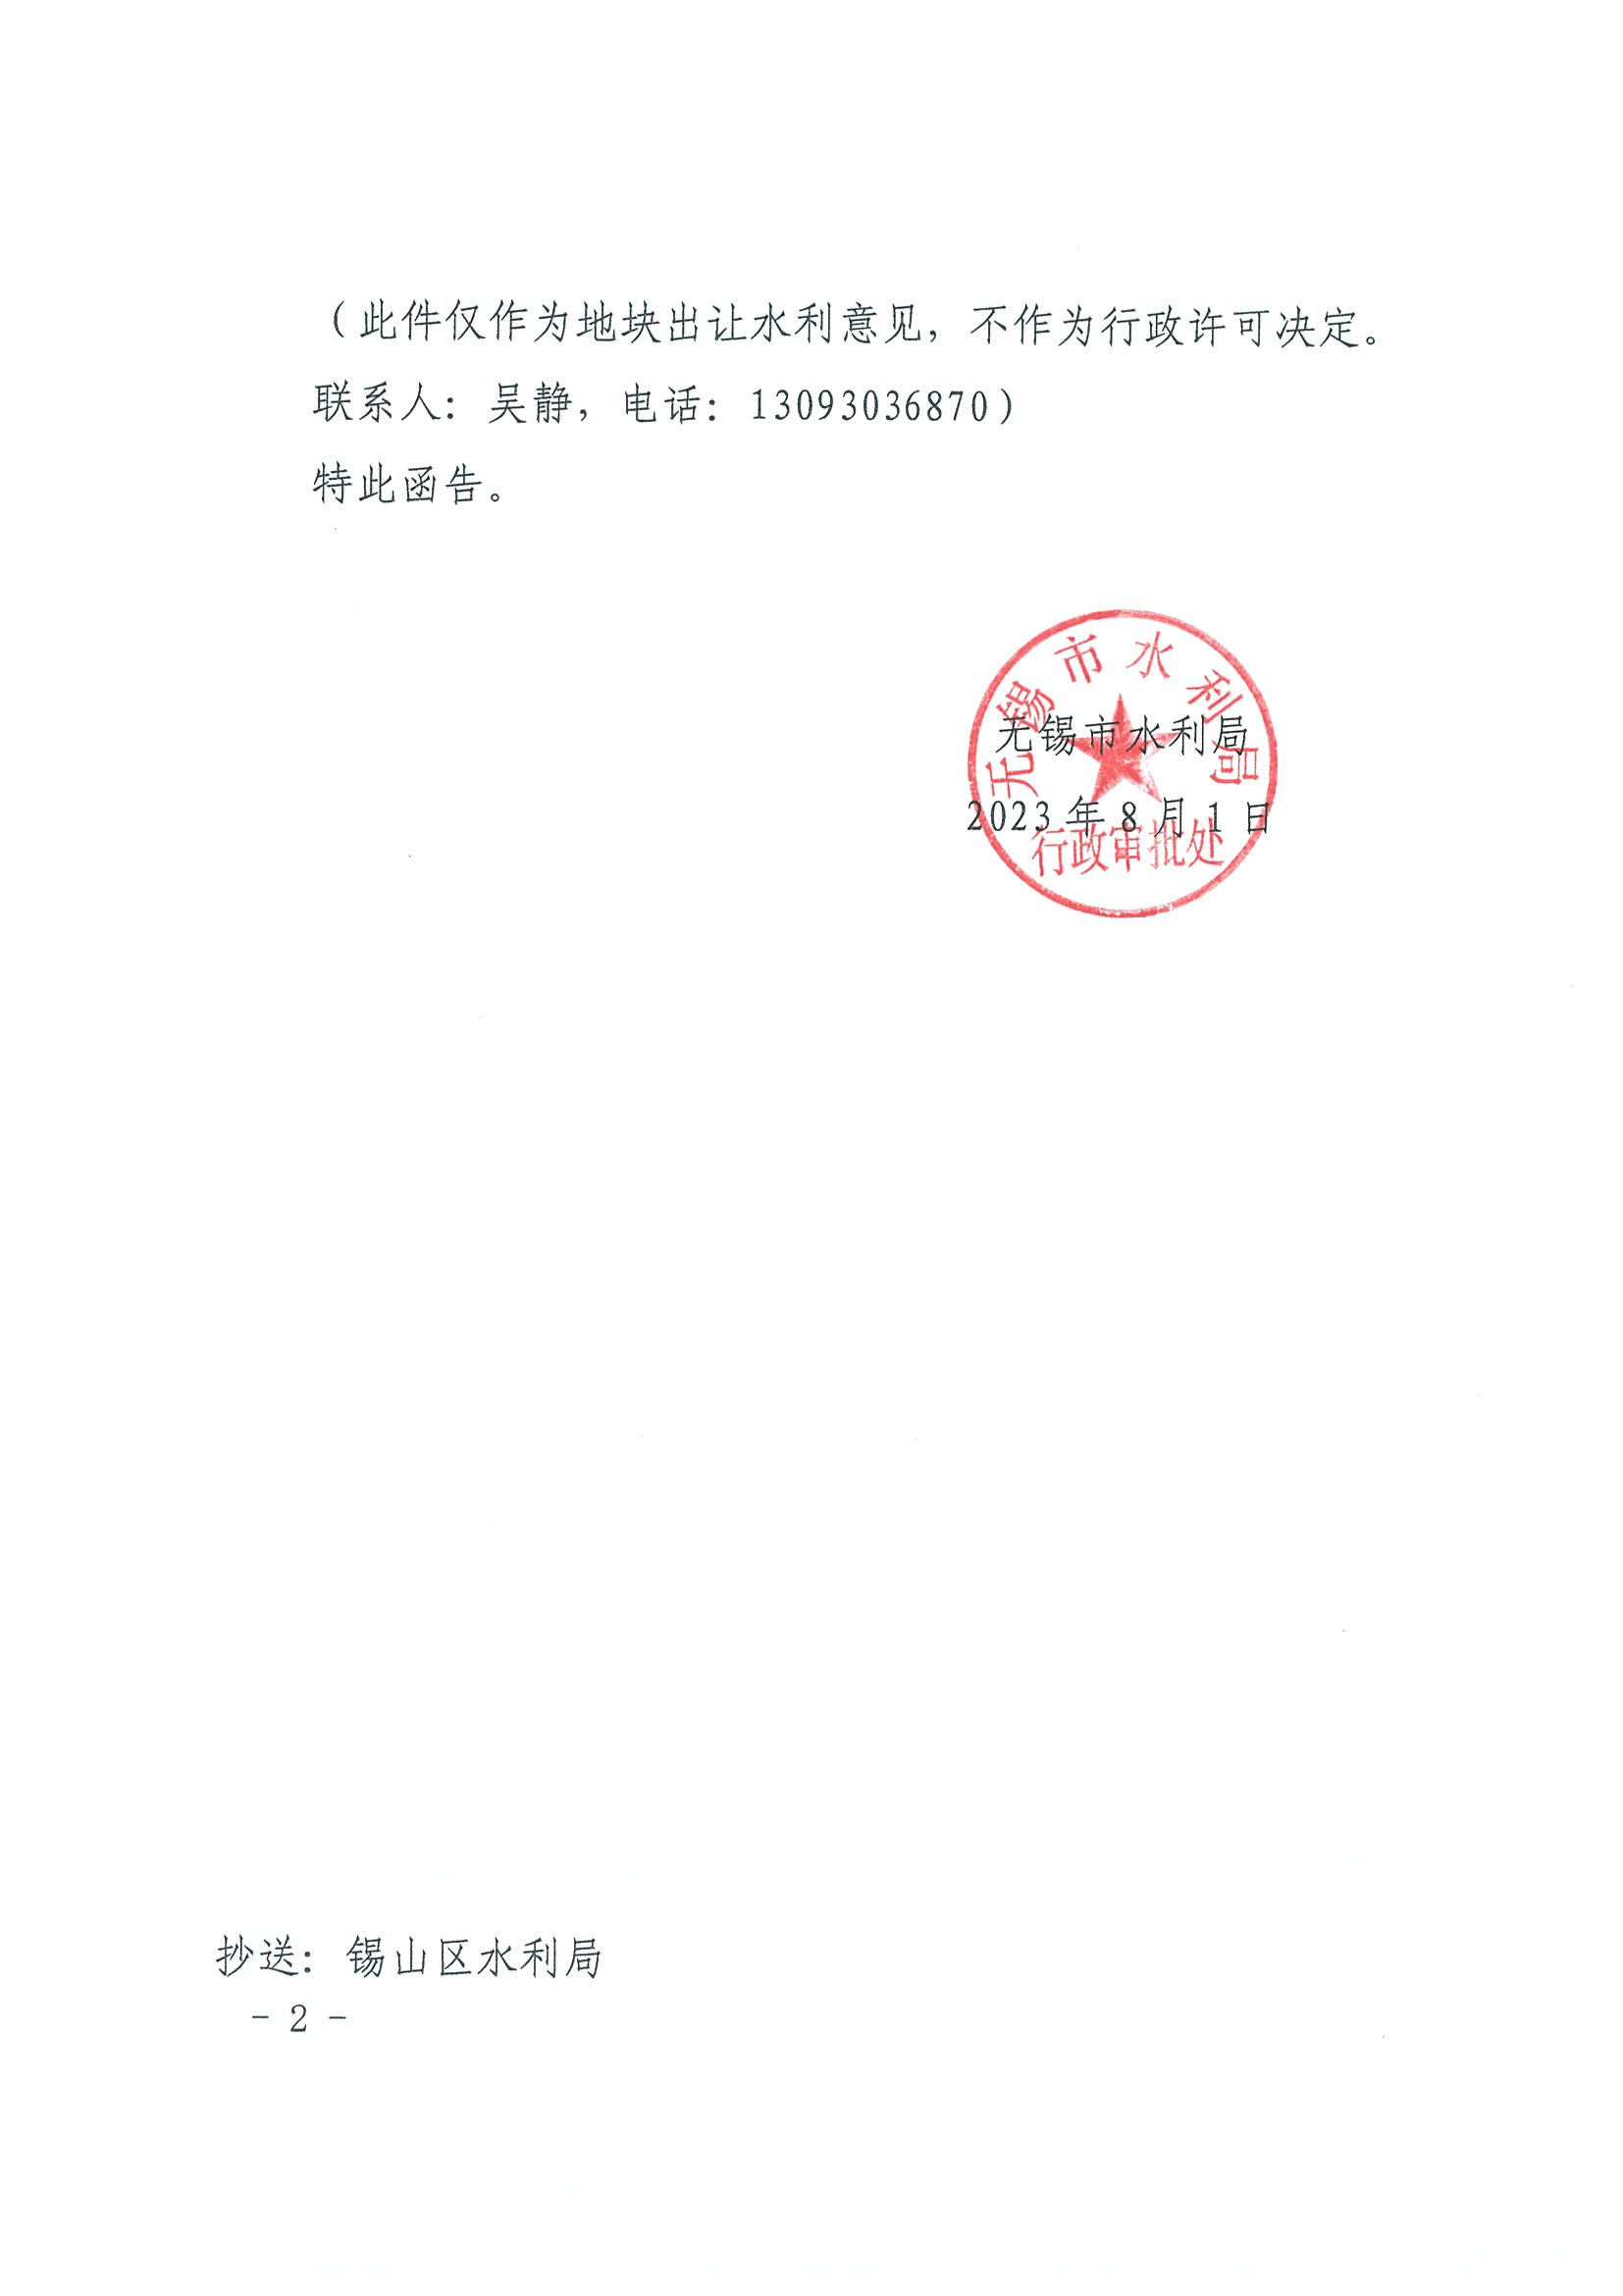 （此件仅作为地块出让水利意见，不作为行政许可决定。
联系人：吴静，电话：13093036870）
特此函告。
无锡市水利局
无锡市水利局
2023年8月1日
行政审批处
抄送：锡山区水利局
- 2 -